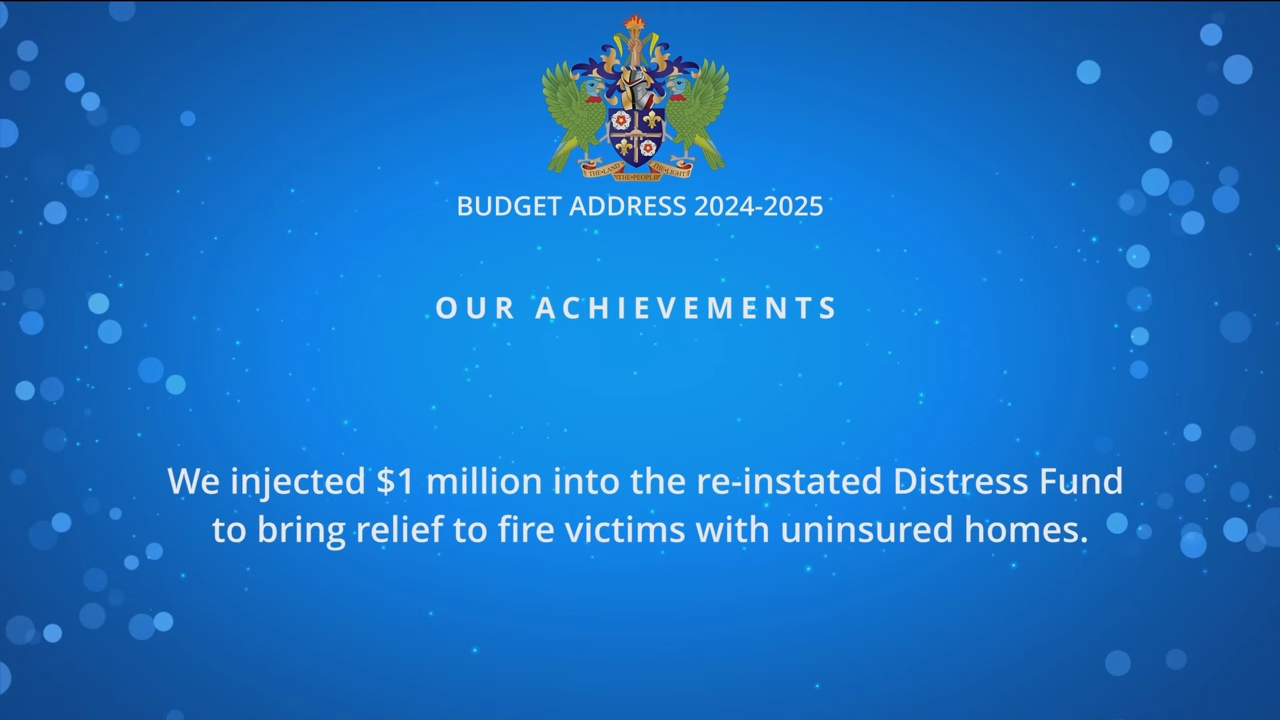 THE·LAND THE·LIGHT
THE·PEOPLE
BUDGET ADDRESS 2024-2025
OUR ACHIEVEMENTS
We injected $1 million into the re-instated Distress Fund
to bring relief to fire victims with uninsured homes.